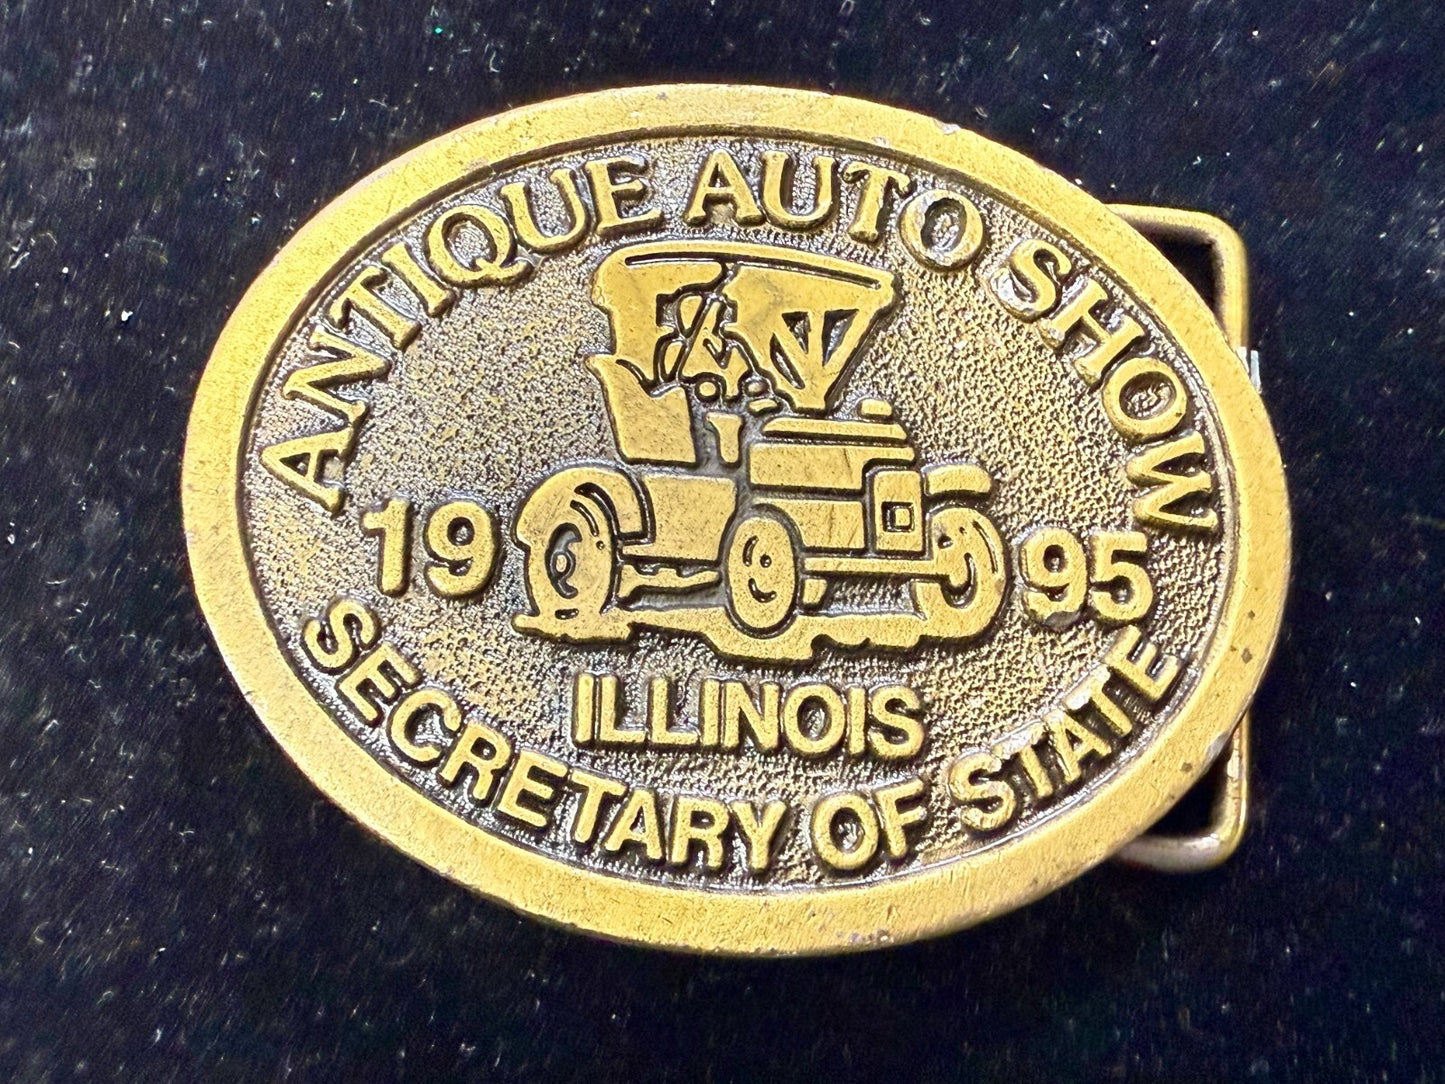 ANTIQUE AUTO SHOW
19 95
ILLINOIS
SECRETARY OF STATE